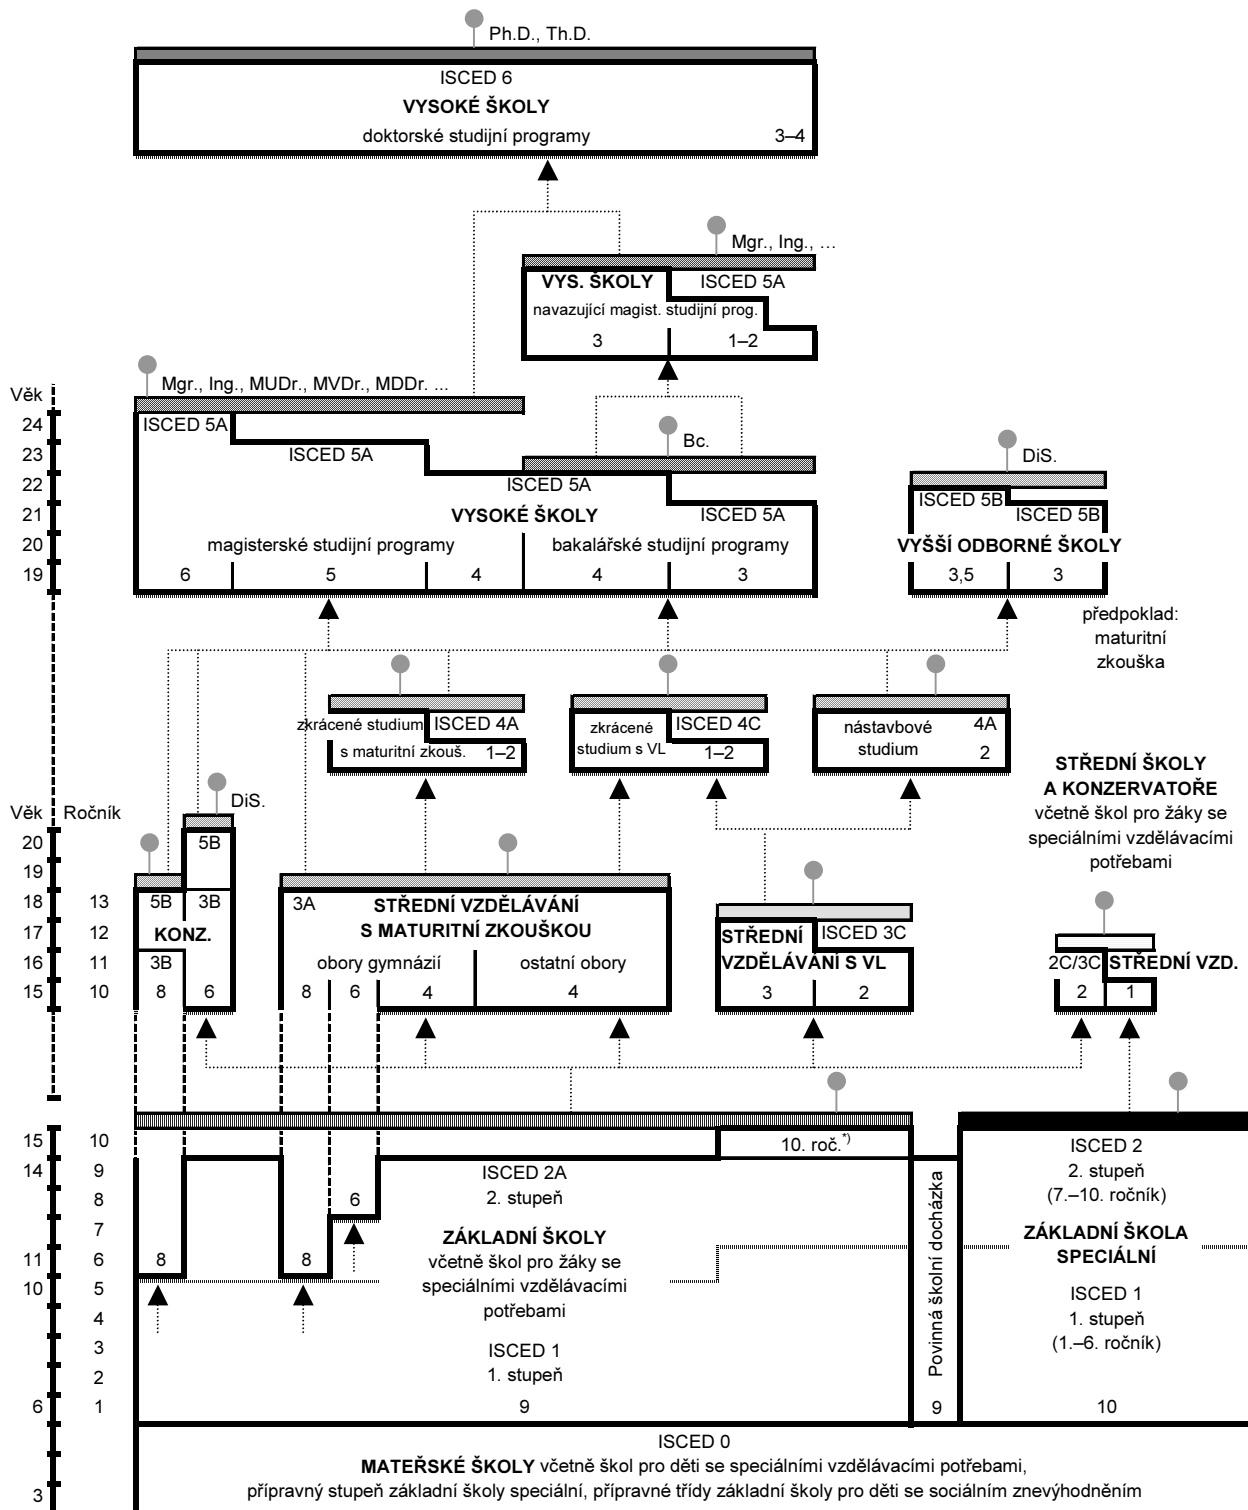 Ph.D., Th.D.
ISCED 6
VYSOKÉ ŠKOLY
doktorské studijní programy 3–4
Mgr., Ing., …
VYS. ŠKOLY ISCED 5A
navazující magist. studijní prog.
3 1–2
Mgr., Ing., MUDr., MVDr., MDDr. ...
Věk
24 ISCED 5A
23 ISCED 5A Bc. DiS.
22 ISCED 5A ISCED 5B
21 VYSOKÉ ŠKOLY ISCED 5A ISCED 5B
20 magisterské studijní programy bakalářské studijní programy VYŠŠÍ ODBORNÉ ŠKOLY
19 6 5 4 4 3 3,5 3
předpoklad:
maturitní
zkouška
zkrácené studium ISCED 4A
s maturitní zkouš. 1–2
zkrácené ISCED 4C
studium s VL 1–2
nástavbové 4A
studium 2
STŘEDNÍ ŠKOLY
A KONZERVATOŘE
včetně škol pro žáky se
speciálními vzdělávacími
potřebami
Věk Ročník DiS.
20 5B
19
18 13 5B 3B 3A STŘEDNÍ VZDĚLÁVÁNÍ
17 12 KONZ. S MATURITNÍ ZKOUŠKOU STŘEDNÍ ISCED 3C
16 11 3B obory gymnázií ostatní obory VZDĚLÁVÁNÍ S VL 2C/3C STŘEDNÍ VZD.
15 10 8 6 8 6 4 4 3 2 2 1
15 10 10. roč.*)
14 9 ISCED 2A
8 6 2. stupeň
7
11 6 8 8
10 5
4
3
2
6 1
ZÁKLADNÍ ŠKOLY
včetně škol pro žáky se
speciálními vzdělávacími
potřebami
ISCED 1
1. stupeň
9
Povinná školní docházka
9
ISCED 2
2. stupeň
(7.–10. ročník)
ZÁKLADNÍ ŠKOLA
SPECIÁLNÍ
ISCED 1
1. stupeň
(1.–6. ročník)
10
ISCED 0
MATEŘSKÉ ŠKOLY včetně škol pro děti se speciálními vzdělávacími potřebami,
3 přípravný stupeň základní školy speciální, přípravné třídy základní školy pro děti se sociálním znevýhodněním